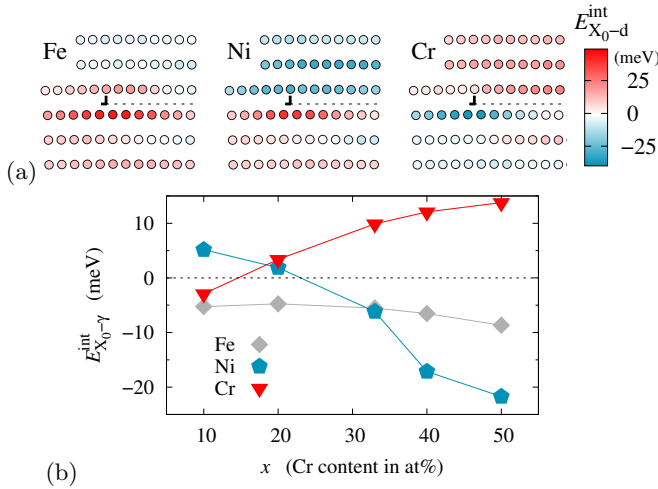 Fe
Ni
Cr
E^int_X₀−d
(meV)
25
0
−25
(a)
10
0
−10
−20
E^int_X₀−γ (meV)
Fe
Ni
Cr
10
20
30
40
50
x (Cr content in at%)
(b)